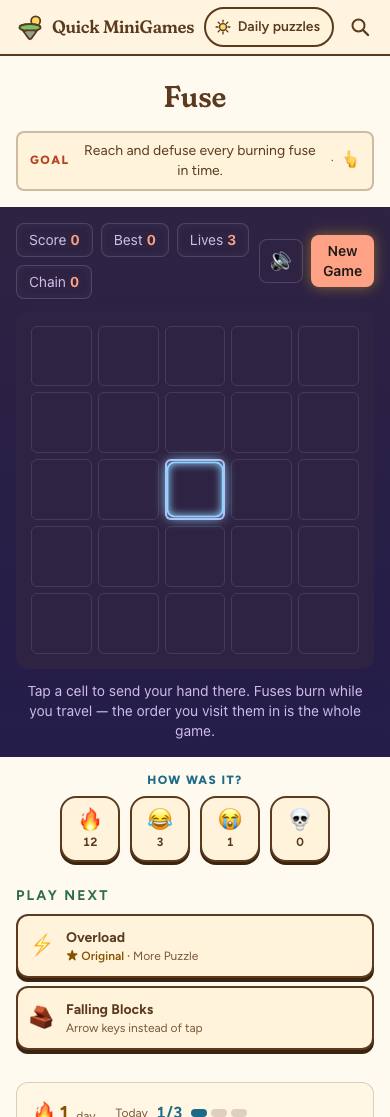 Quick MiniGames
Daily puzzles
Fuse
GOAL
Reach and defuse every burning fuse
in time.
·
Score 0
Best 0
Lives 3
Chain 0
New
Game
Tap a cell to send your hand there. Fuses burn while
you travel — the order you visit them in is the whole
game.
HOW WAS IT?
12
3
1
0
PLAY NEXT
Overload
Original · More Puzzle
Falling Blocks
Arrow keys instead of tap
1 day
Today 1/3